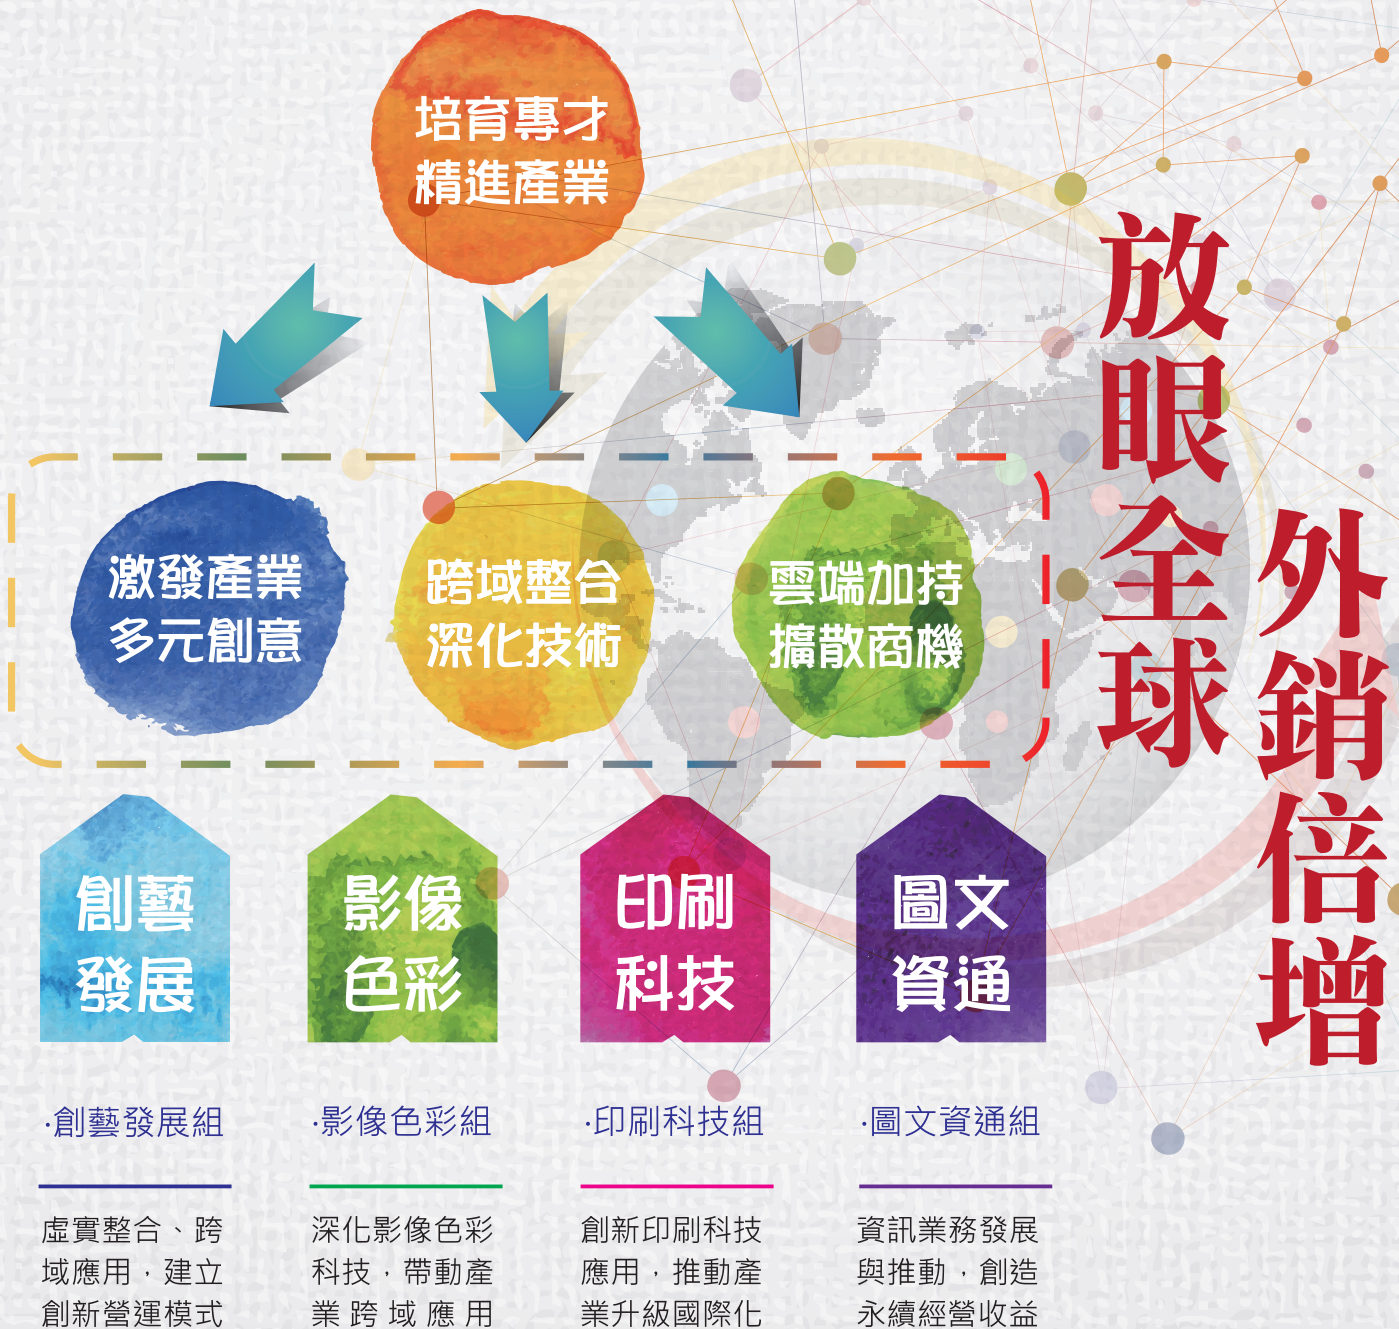 培育專才
精進產業
放眼全球
外銷倍增
激發產業
多元創意
跨域整合
深化技術
雲端加持
擴散商機
創藝
發展
影像
色彩
印刷
科技
圖文
資通
·創藝發展組
·影像色彩組
·印刷科技組
·圖文資通組
虛實整合、跨
域應用，建立
創新營運模式
深化影像色彩
科技，帶動產
業跨域應用
創新印刷科技
應用，推動產
業升級國際化
資訊業務發展
與推動，創造
永續經營收益